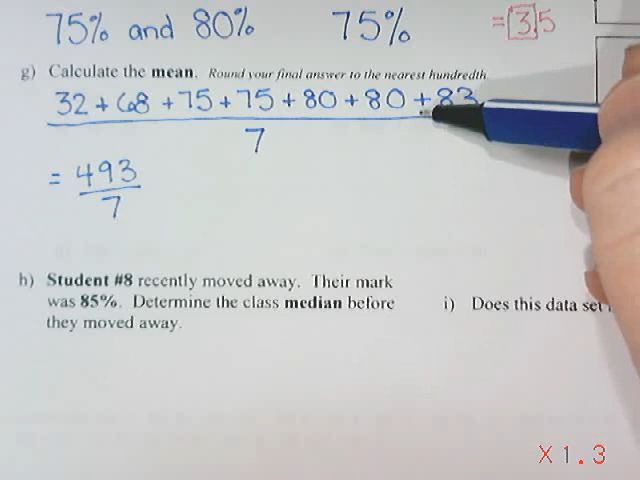 75% and 80% 75% = 3.5
g) Calculate the mean. Round your final answer to the nearest hundredth
32 + 68 + 75 + 75 + 80 + 80 + 83
7
= 493
7
h) Student #8 recently moved away. Their mark
was 85%. Determine the class median before
they moved away.
i) Does this data set
X1.3